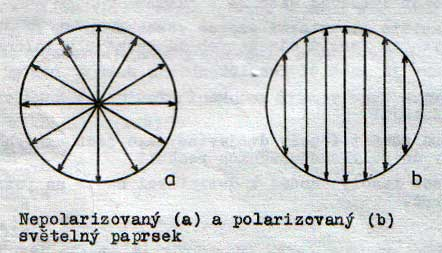 a
b
Nepolarizovaný (a) a polarizovaný (b)
světelný paprsek